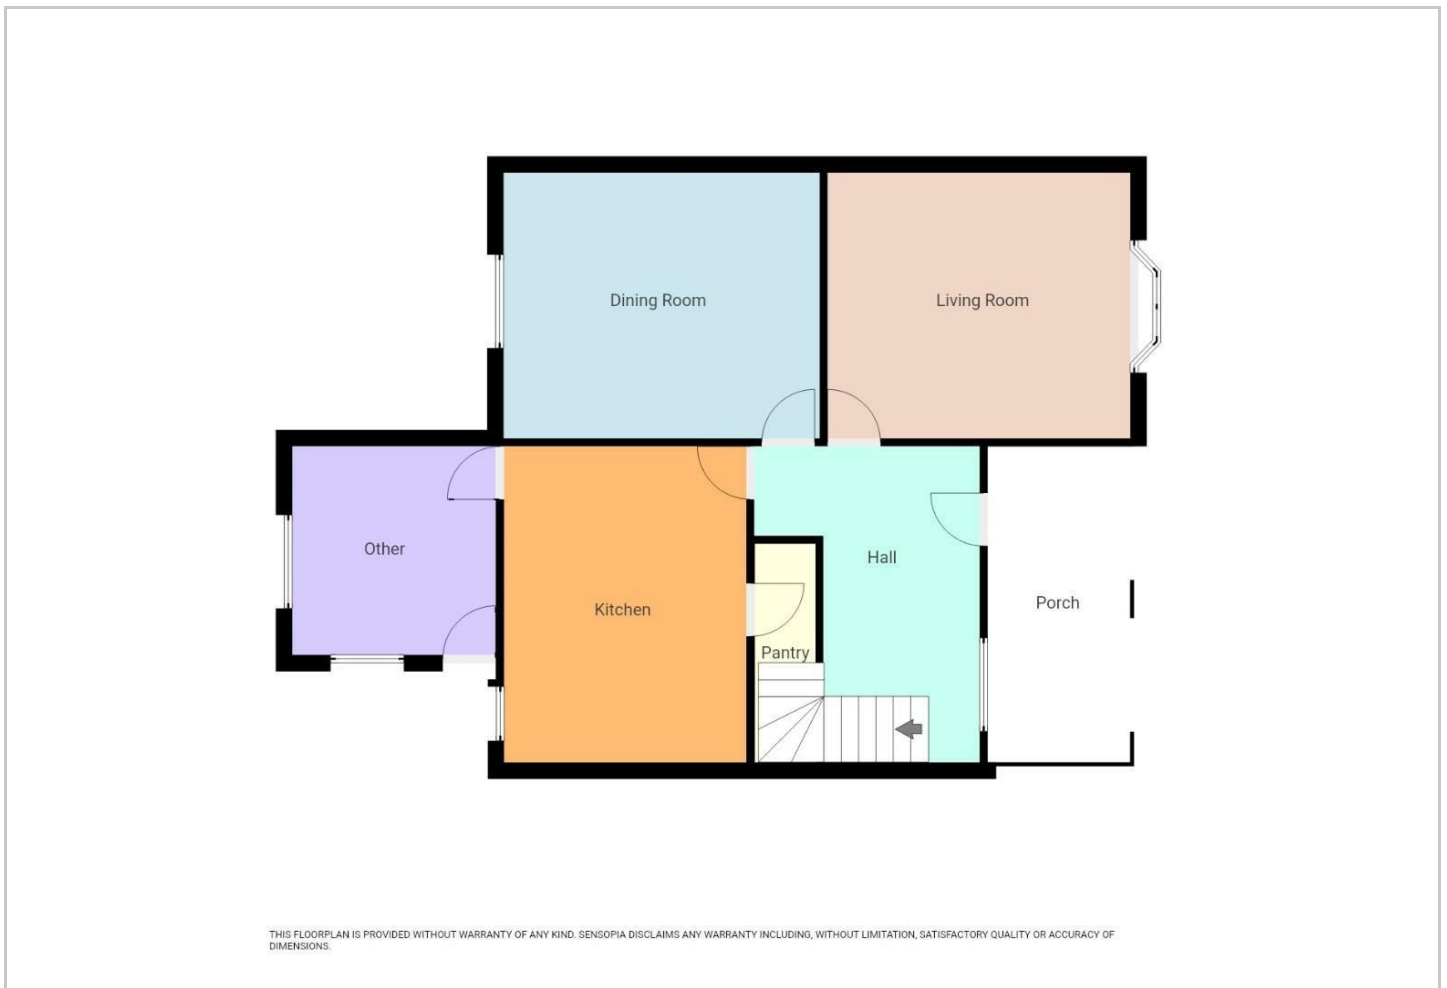 Dining Room
Living Room
Other
Hall
Porch
Kitchen
Pantry
THIS FLOORPLAN IS PROVIDED WITHOUT WARRANTY OF ANY KIND. SENSOPIA DISCLAIMS ANY WARRANTY INCLUDING, WITHOUT LIMITATION, SATISFACTORY QUALITY OR ACCURACY OF
DIMENSIONS.